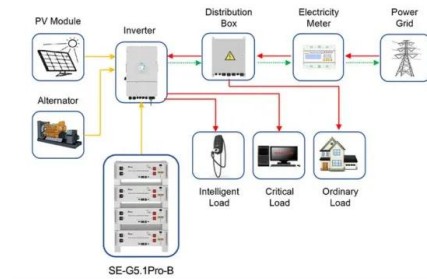 PV Module
Inverter
Distribution
Box
Electricity
Meter
Power
Grid
Alternator
Intelligent
Load
Critical
Load
Ordinary
Load
SE-G5.1Pro-B